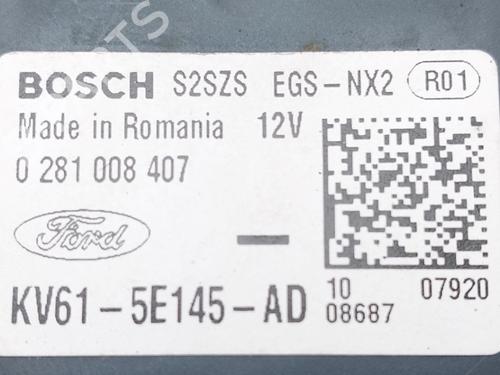 PARTS
BOSCH S2SZS EGS-NX2 R01
Made in Romania 12V
0 281 008 407
Ford
KV61-5E145-AD
10 07920
08687